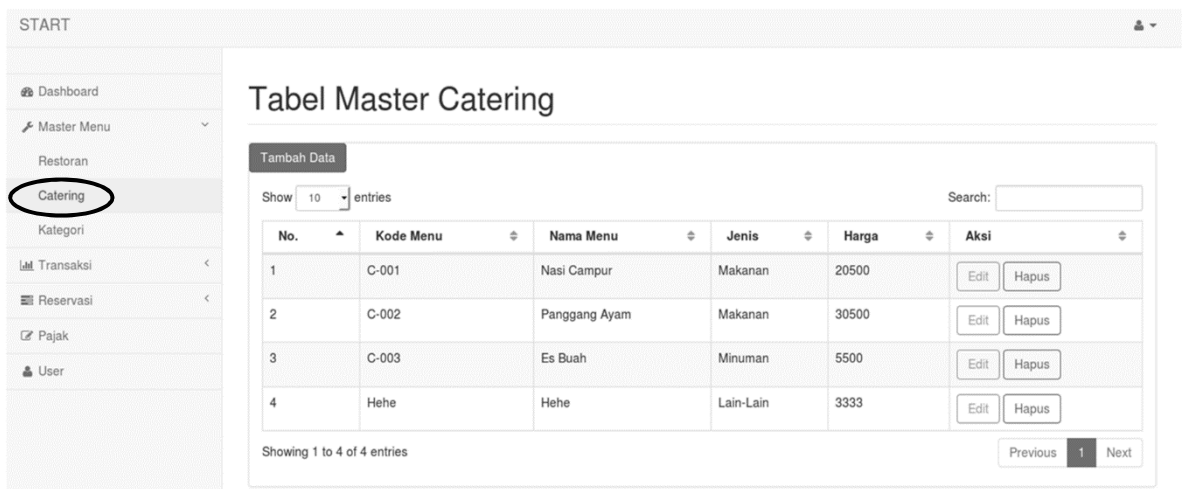 START
Dashboard
Master Menu
Restoran
Catering
Kategori
Transaksi
Reservasi
Pajak
User
Tabel Master Catering
Tambah Data
Show 10 entries Search:
No. Kode Menu Nama Menu Jenis Harga Aksi
1 C-001 Nasi Campur Makanan 20500 Edit Hapus
2 C-002 Panggang Ayam Makanan 30500 Edit Hapus
3 C-003 Es Buah Minuman 5500 Edit Hapus
4 Hehe Hehe Lain-Lain 3333 Edit Hapus
Showing 1 to 4 of 4 entries Previous 1 Next